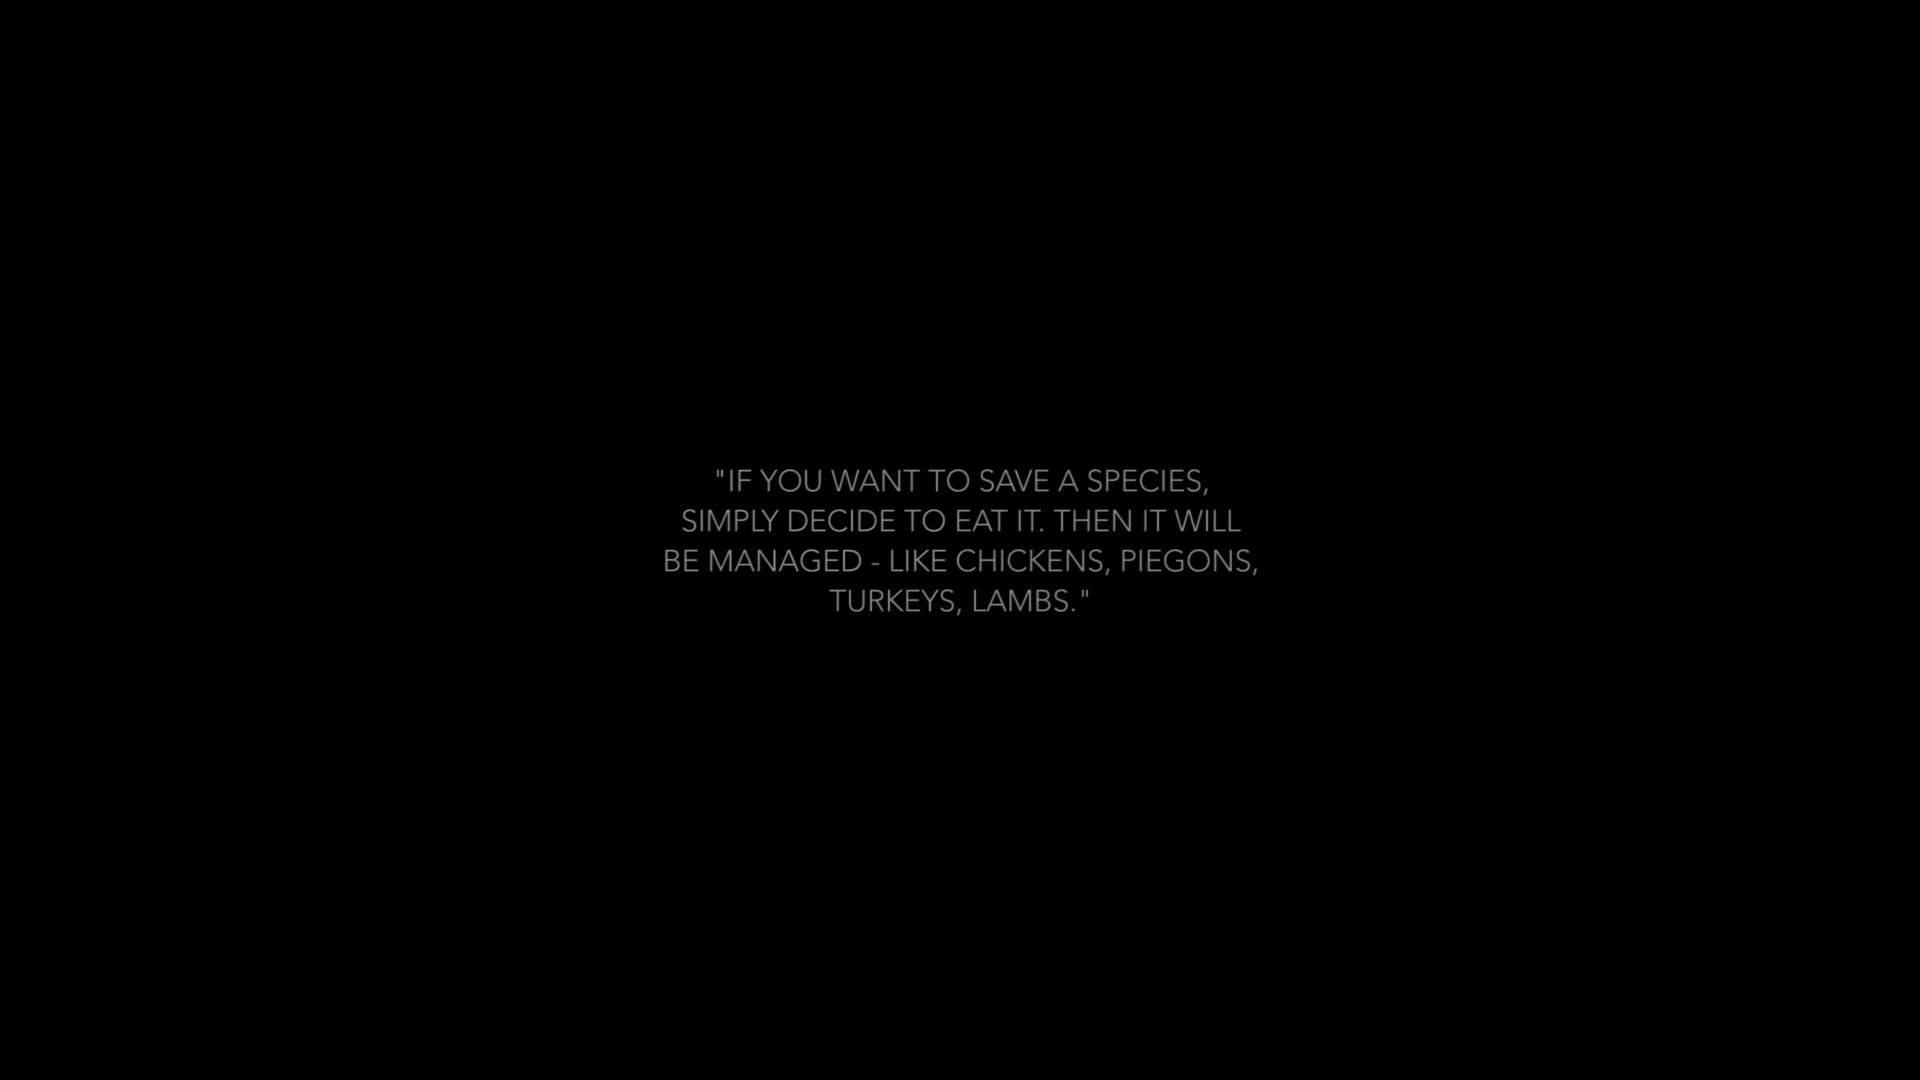 "IF YOU WANT TO SAVE A SPECIES,
SIMPLY DECIDE TO EAT IT. THEN IT WILL
BE MANAGED - LIKE CHICKENS, PIEGONS,
TURKEYS, LAMBS."